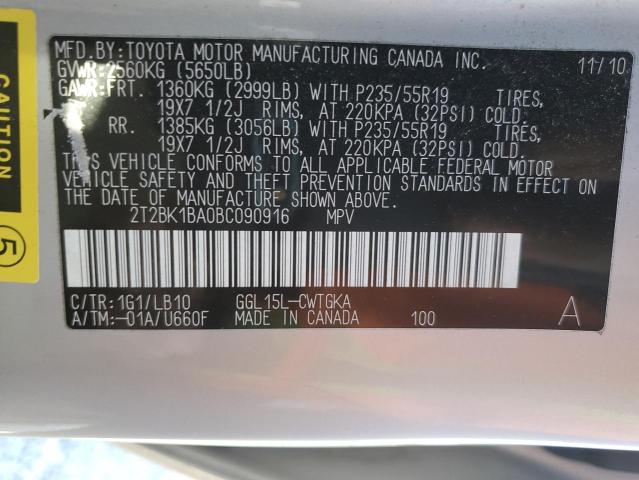 MFD.BY:TOYOTA MOTOR MANUFACTURING CANADA INC. 11/10
GVWR:2560KG (5650LB)
GAWR:FRT. 1360KG (2999LB) WITH P235/55R19 TIRES,
19X7 1/2J RIMS, AT 220KPA (32PSI) COLD.
RR. 1385KG (3056LB) WITH P235/55R19 TIRES,
19X7 1/2J RIMS, AT 220KPA (32PSI) COLD.
THIS VEHICLE CONFORMS TO ALL APPLICABLE FEDERAL MOTOR
VEHICLE SAFETY AND THEFT PREVENTION STANDARDS IN EFFECT ON
THE DATE OF MANUFACTURE SHOWN ABOVE.
2T2BK1BA0BC090916 MPV
C/TR:1G1/LB10 GGL15L-CWTGKA
A/TM:-01A/U660F MADE IN CANADA 100 A
CAUTION
5